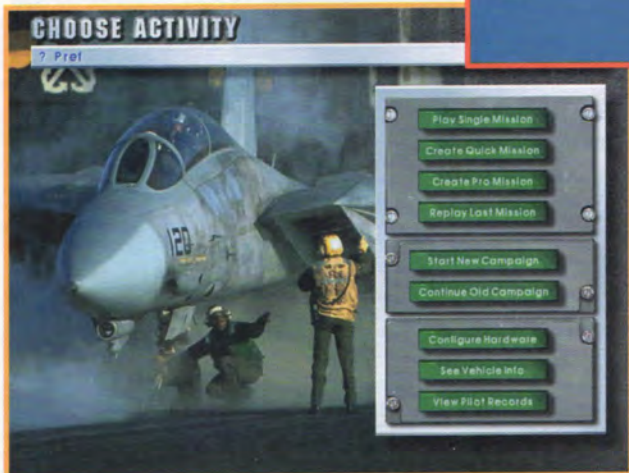 CHOOSE ACTIVITY
? Pref
120
Play Single Mission
Create Quick Mission
Create Pro Mission
Replay Last Mission
Start New Campaign
Continue Old Campaign
Configure Hardware
See Vehicle Info
View Pilot Records